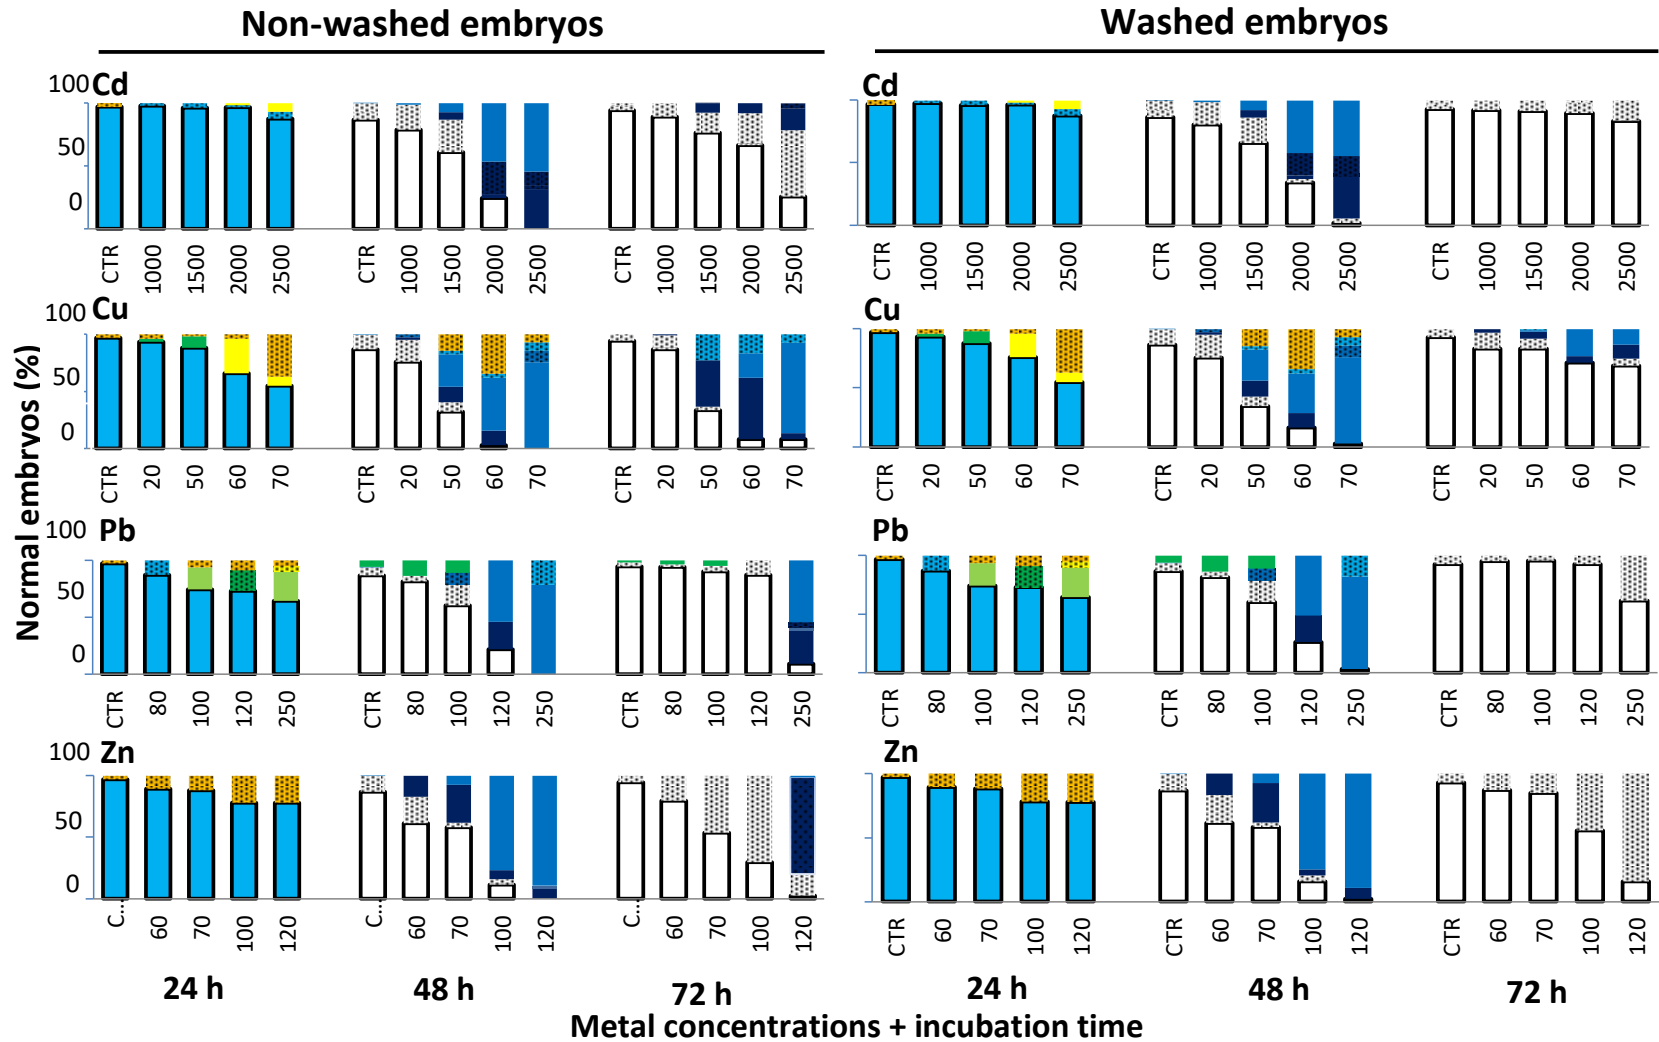 Non-washed embryos
Washed embryos
Normal embryos (%)
Cd
100
50
0
CTR 1000 1500 2000 2500 CTR 1000 1500 2000 2500 CTR 1000 1500 2000 2500
Cd
CTR 1000 1500 2000 2500 CTR 1000 1500 2000 2500 CTR 1000 1500 2000 2500
Cu
100
50
0
CTR 20 50 60 70 CTR 20 50 60 70 CTR 20 50 60 70
Cu
CTR 20 50 60 70 CTR 20 50 60 70 CTR 20 50 60 70
Pb
100
50
0
CTR 80 100 120 250 CTR 80 100 120 250 CTR 80 100 120 250
Pb
CTR 80 100 120 250 CTR 80 100 120 250 CTR 80 100 120 250
Zn
100
50
0
C... 60 70 100 120 C... 60 70 100 120 C... 60 70 100 120
Zn
CTR 60 70 100 120 CTR 60 70 100 120 CTR 60 70 100 120
24 h 48 h 72 h 24 h 48 h 72 h
Metal concentrations + incubation time